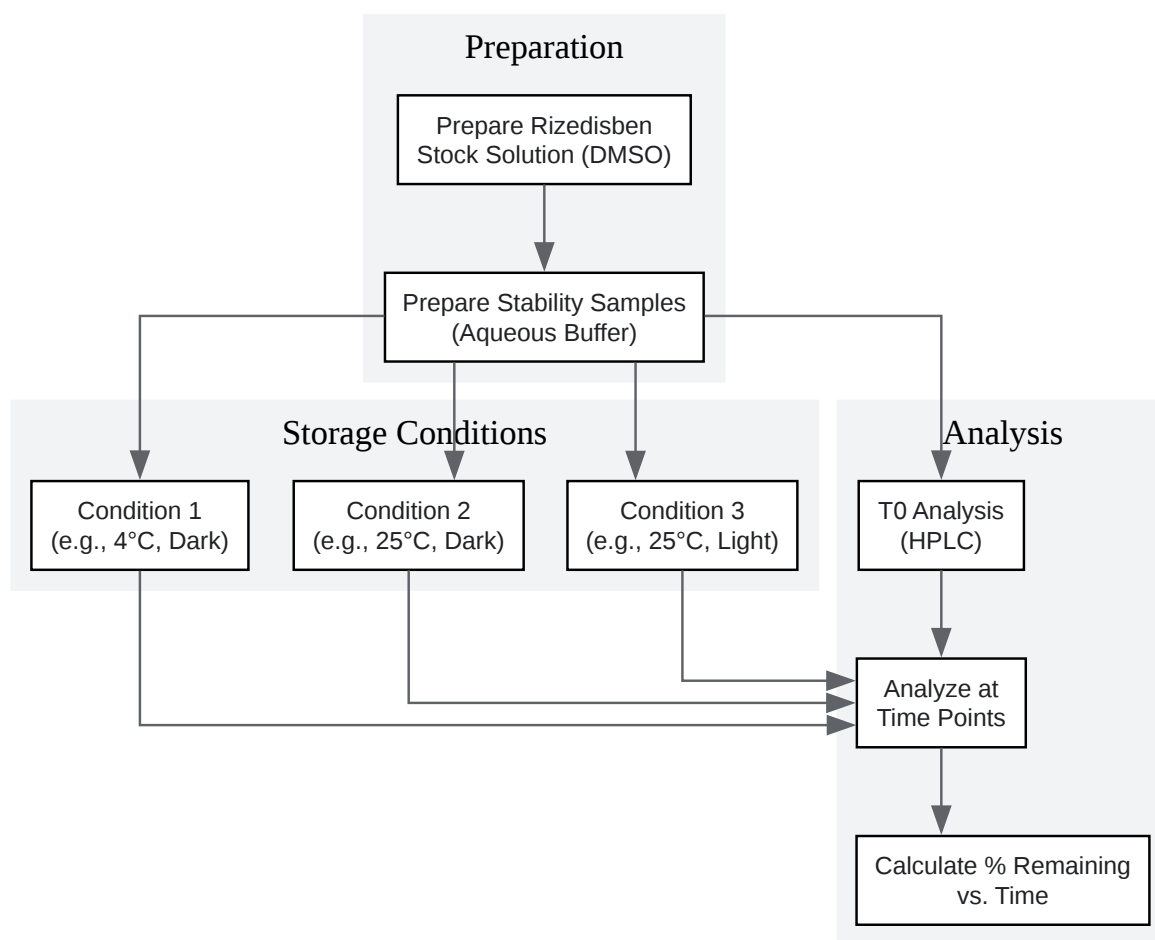 Preparation
Prepare Rizedisben
Stock Solution (DMSO)
Prepare Stability Samples
(Aqueous Buffer)
Storage Conditions
Condition 1
(e.g., 4°C, Dark)
Condition 2
(e.g., 25°C, Dark)
Condition 3
(e.g., 25°C, Light)
Analysis
T0 Analysis
(HPLC)
Analyze at
Time Points
Calculate % Remaining
vs. Time